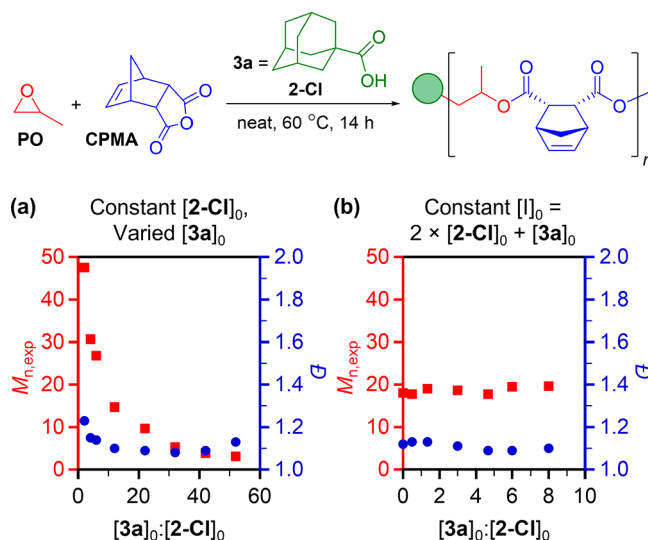 3a =
O
OH
2-Cl
O
PO
+
O
O
O
CPMA
neat, 60 °C, 14 h
O
O
O
O
n
(a) Constant [2-Cl]0,
Varied [3a]0
50
40
30
20
10
0
Mn,exp
2.0
1.8
1.6
1.4
1.2
1.0
Đ
0 20 40 60
[3a]0:[2-Cl]0
(b) Constant [I]0 =
2 × [2-Cl]0 + [3a]0
50
40
30
20
10
0
Mn,exp
2.0
1.8
1.6
1.4
1.2
1.0
Đ
0 2 4 6 8 10
[3a]0:[2-Cl]0